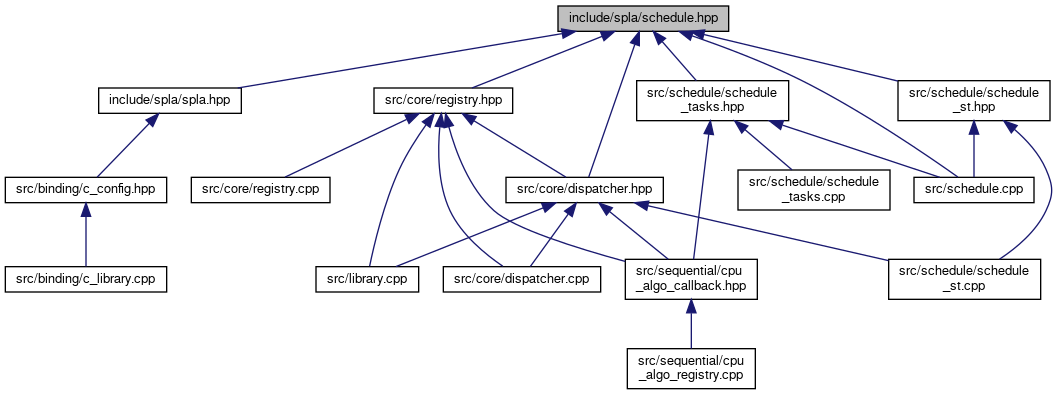 include/spla/schedule.hpp
include/spla/spla.hpp
src/core/registry.hpp
src/schedule/schedule
_tasks.hpp
src/schedule/schedule
_st.hpp
src/binding/c_config.hpp
src/core/registry.cpp
src/core/dispatcher.hpp
src/schedule/schedule
_tasks.cpp
src/schedule.cpp
src/binding/c_library.cpp
src/library.cpp
src/core/dispatcher.cpp
src/sequential/cpu
_algo_callback.hpp
src/schedule/schedule
_st.cpp
src/sequential/cpu
_algo_registry.cpp